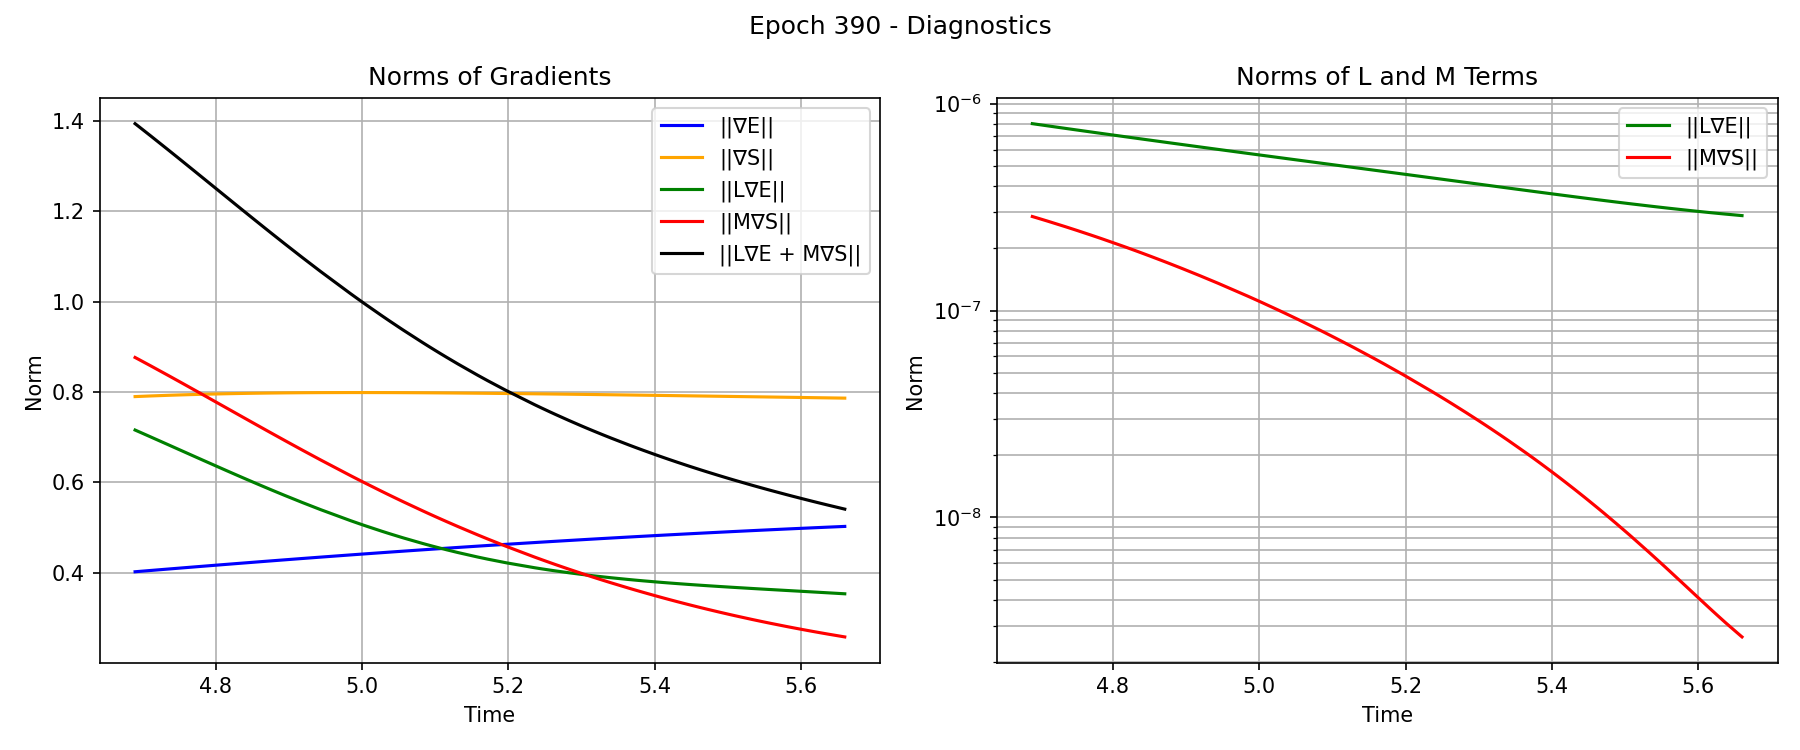 Epoch 390 - Diagnostics
Norms of Gradients
1.4
1.2
1.0
0.8
0.6
0.4
Norm
4.8
5.0
5.2
5.4
5.6
Time
||∇E||
||∇S||
||L∇E||
||M∇S||
||L∇E + M∇S||
Norms of L and M Terms
10⁻⁶
10⁻⁷
10⁻⁸
Norm
4.8
5.0
5.2
5.4
5.6
Time
||L∇E||
||M∇S||